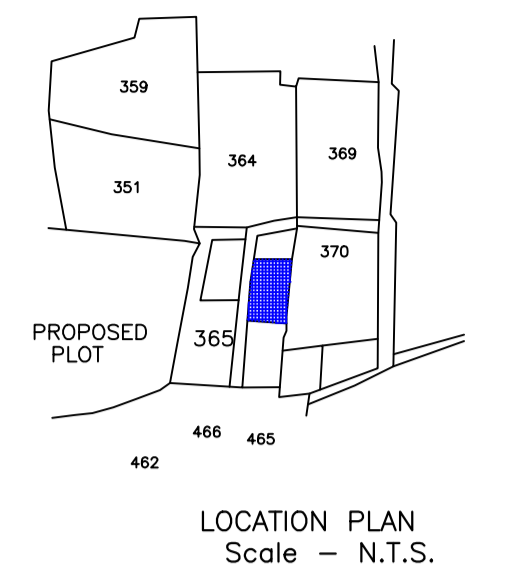 359
364
369
351
370
PROPOSED
PLOT
365
466
465
462
LOCATION PLAN
Scale - N.T.S.